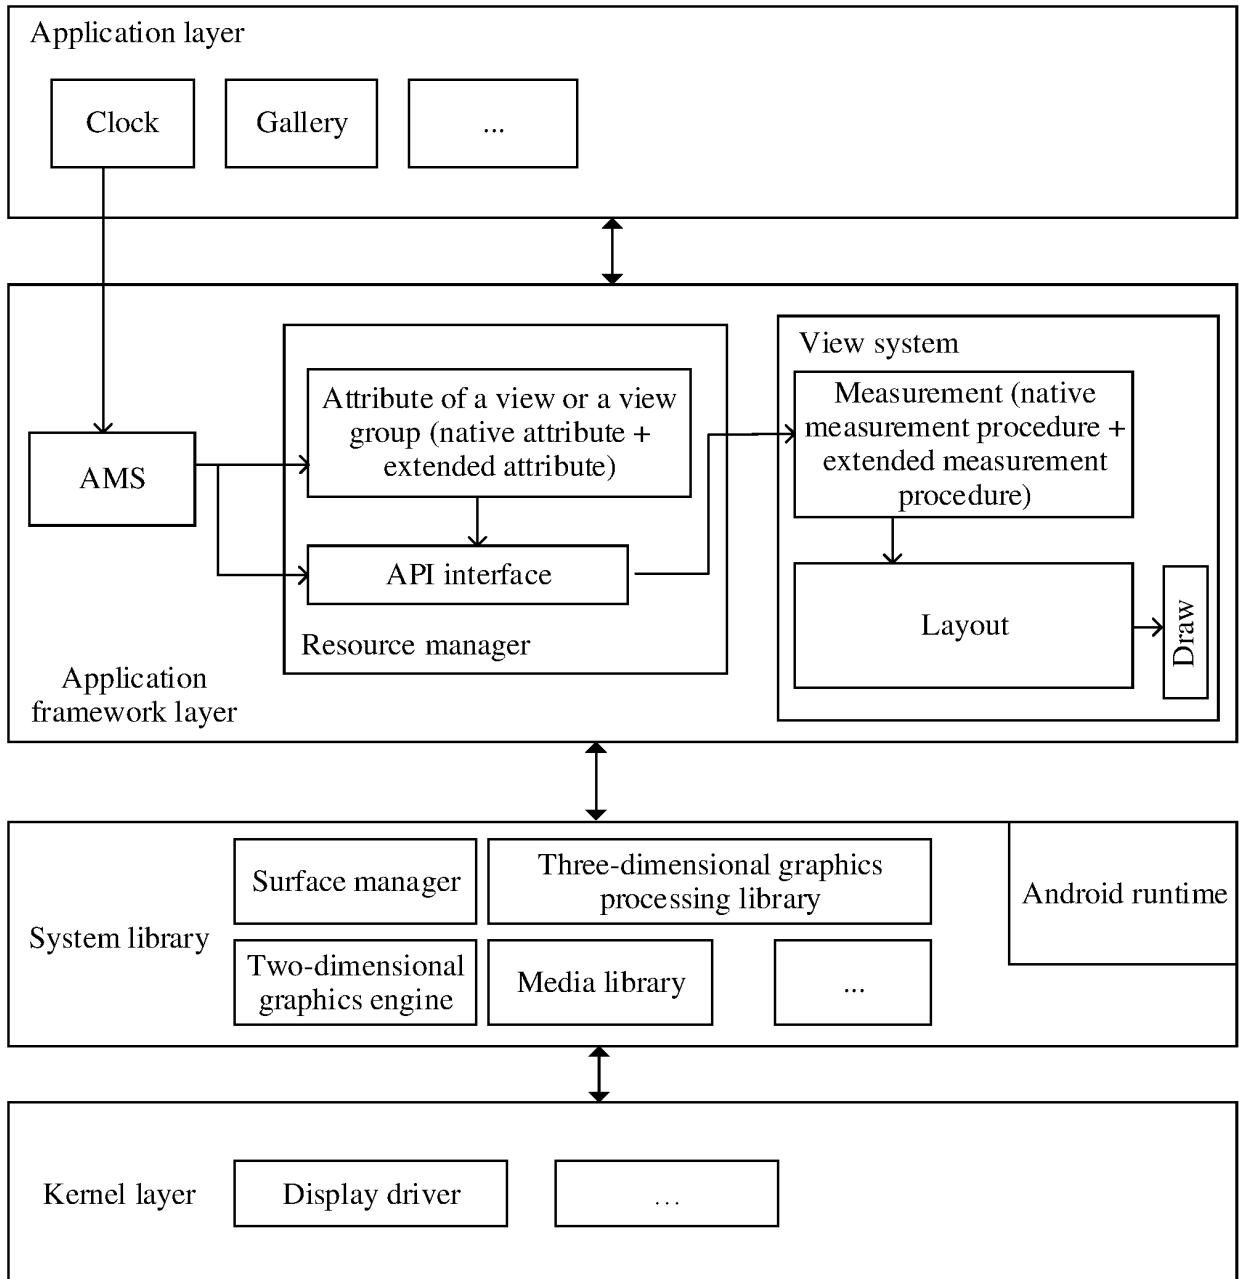 Application layer
Clock
Gallery
...
View system
Attribute of a view or a view
group (native attribute +
extended attribute)
Measurement (native
measurement procedure +
extended measurement
procedure)
AMS
API interface
Layout
Draw
Resource manager
Application
framework layer
Surface manager
Three-dimensional graphics
processing library
Android runtime
System library
Two-dimensional
graphics engine
Media library
...
Kernel layer
Display driver
...